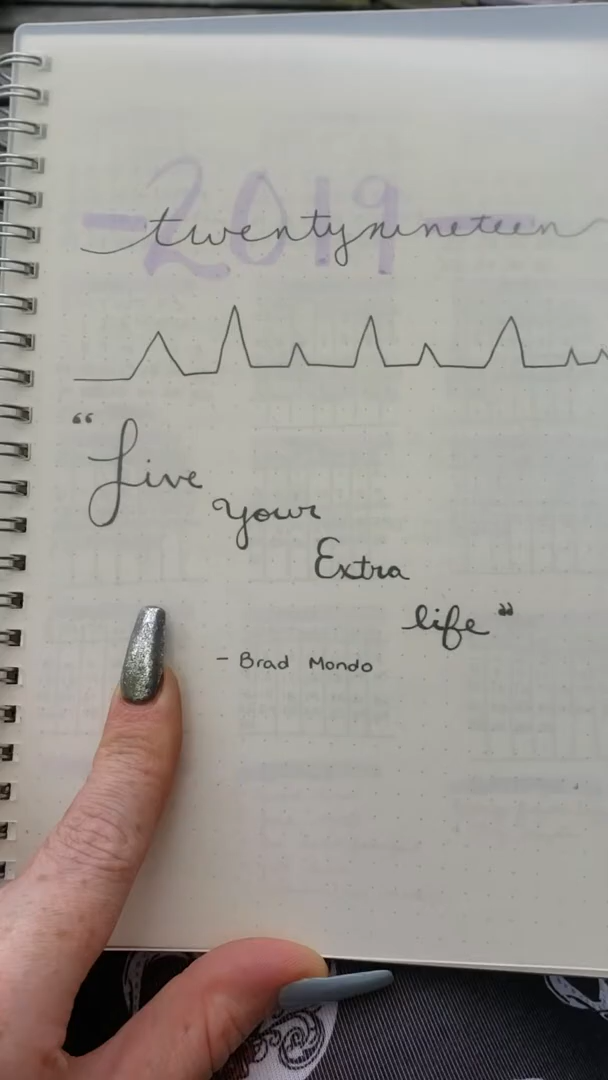 2019
twentynineteen
"Live
your
Extra
life"
- Brad Mondo